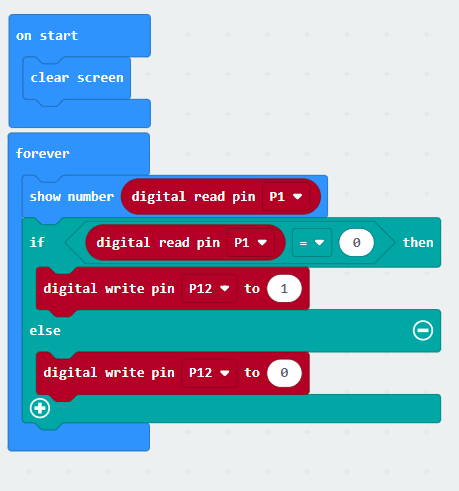 on start
clear screen
forever
show number digital read pin P1
if digital read pin P1 = 0 then
digital write pin P12 to 1
else
digital write pin P12 to 0